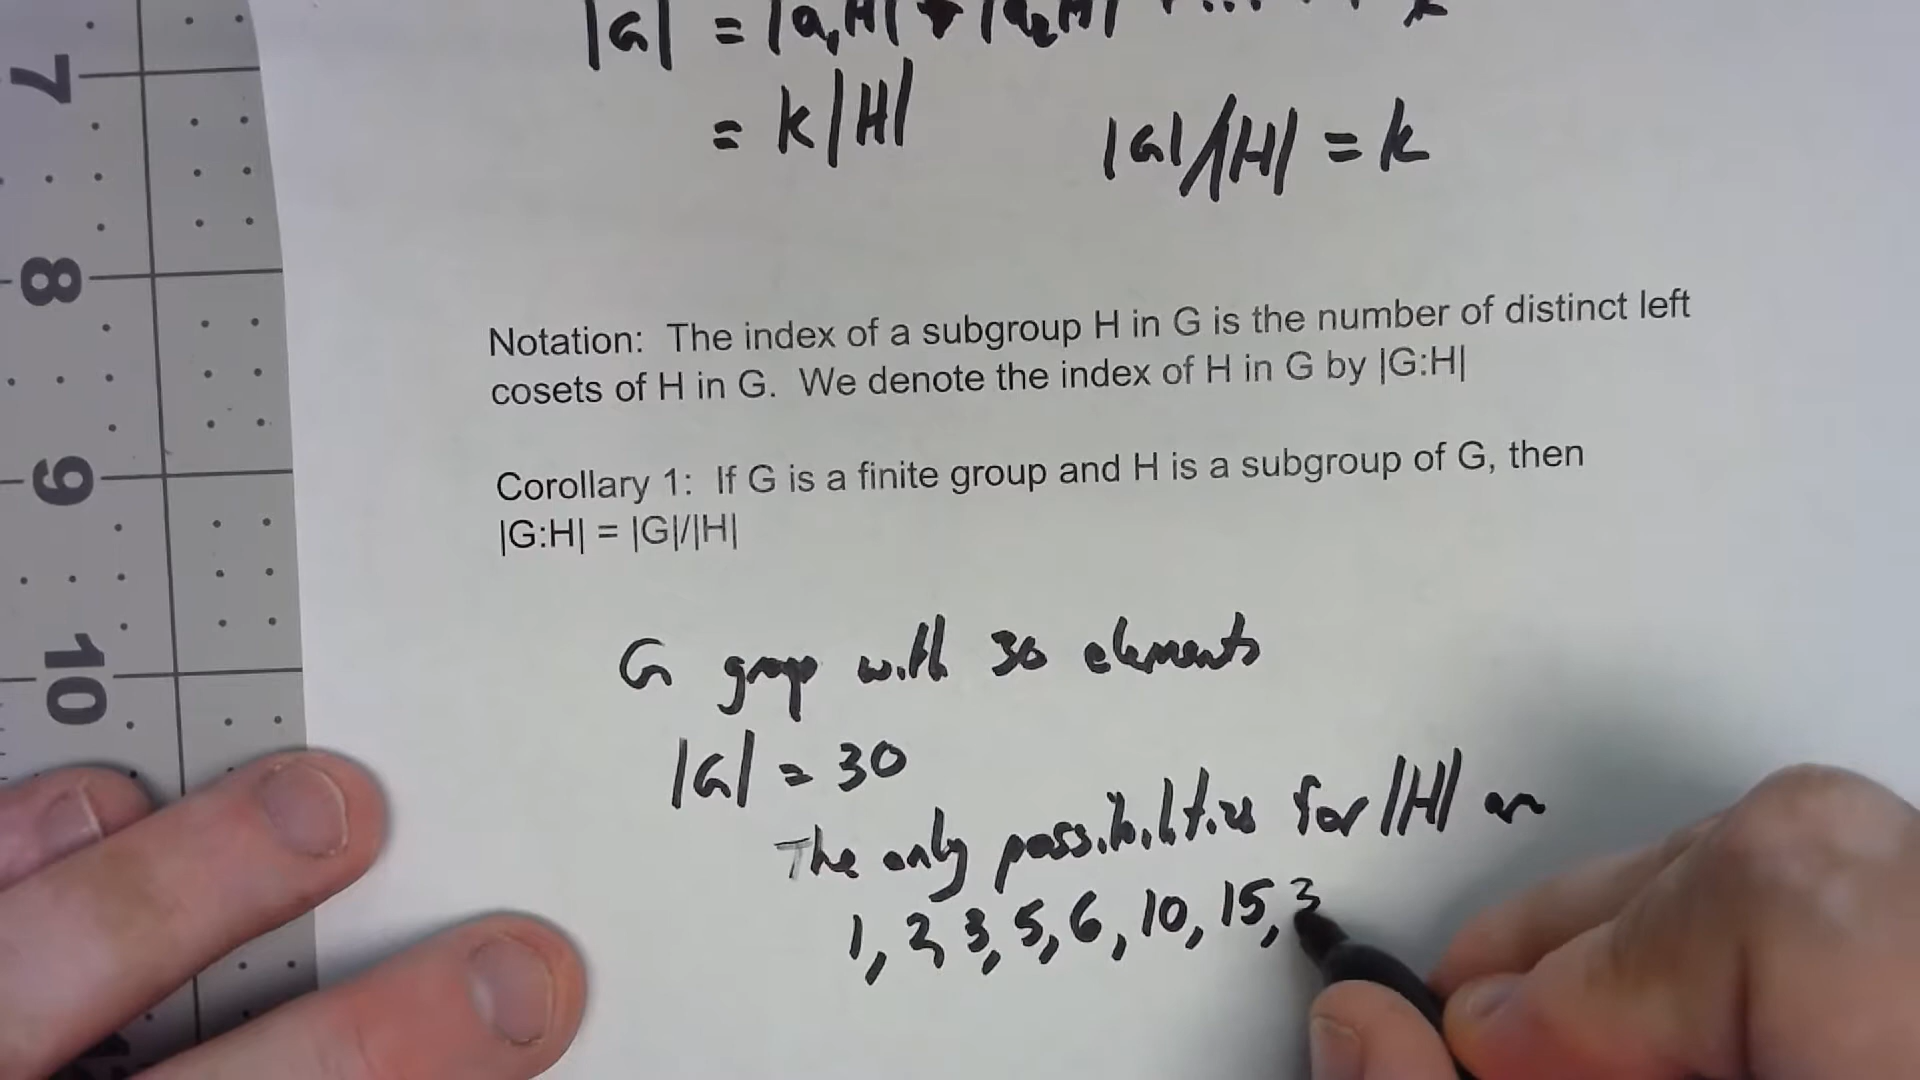 |G| = |a₁H| + |a₂H| + ... +
= k|H|
|G|/|H| = k
Notation: The index of a subgroup H in G is the number of distinct left
cosets of H in G. We denote the index of H in G by |G:H|
Corollary 1: If G is a finite group and H is a subgroup of G, then
|G:H| = |G|/|H|
G group with 30 elements
|G| = 30
The only possibilities for |H| are
1, 2, 3, 5, 6, 10, 15, 3
7
8
9
10